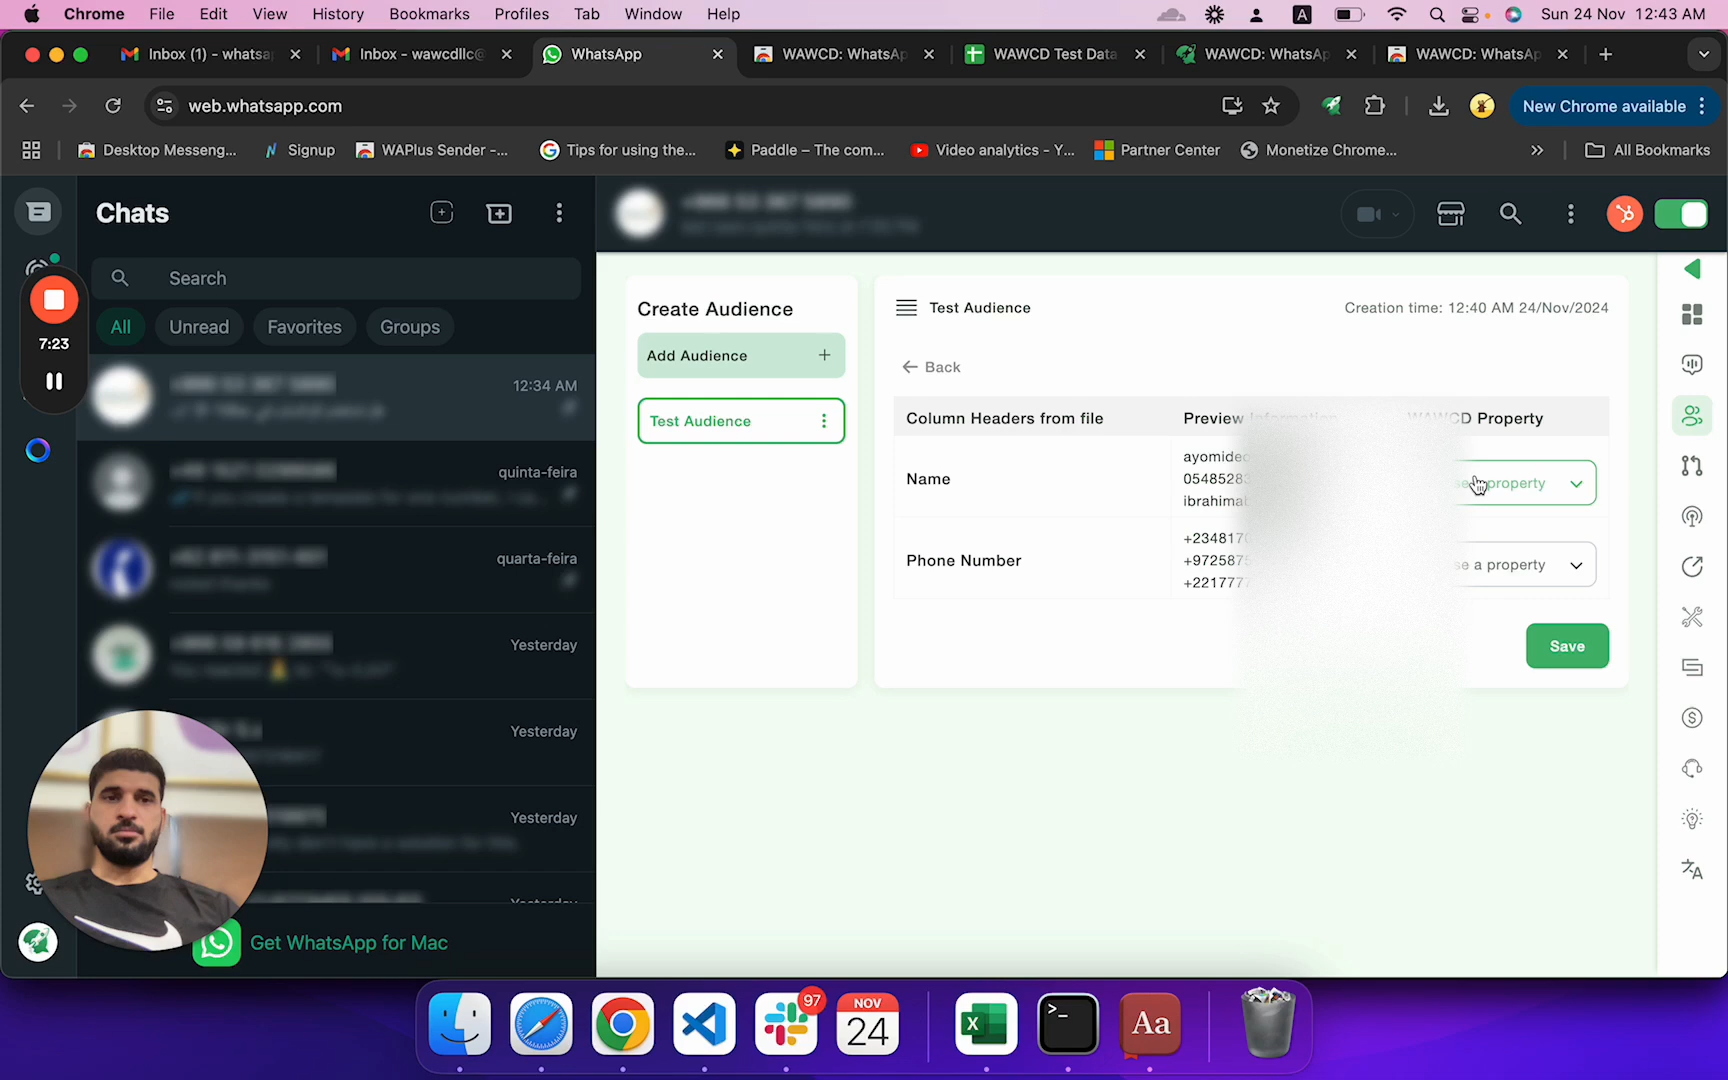 Chrome File Edit View History Bookmarks Profiles Tab Window Help A Sun 24 Nov 12:43 AM
Inbox (1) - whatsa Inbox - wawcdllc@ WhatsApp WAWCD: WhatsAp WAWCD Test Data WAWCD: WhatsAp WAWCD: WhatsAp
web.whatsapp.com New Chrome available
Desktop Messeng... Signup WAPlus Sender -... Tips for using the... Paddle – The com... Video analytics - Y... Partner Center Monetize Chrome... All Bookmarks
Chats
Search
All Unread Favorites Groups
7:23
12:34 AM
quinta-feira
quarta-feira
Yesterday
Yesterday
Yesterday
Get WhatsApp for Mac
Create Audience
Add Audience
Test Audience
Test Audience Creation time: 12:40 AM 24/Nov/2024
Back
Column Headers from file Preview Information WAWCD Property
Name
ayomide
0548528
ibrahimab
property
Phone Number
+234817
+972587
+221777
se a property
Save
97
NOV
24
Aa